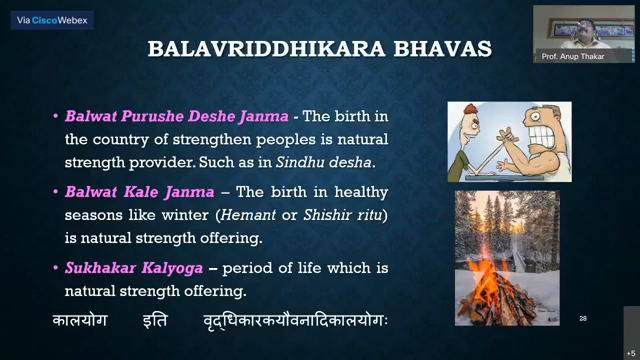 Via CiscoWebex
Prof. Anup Thakar
BALAVRIDDHIKARA BHAVAS
• Balwat Purushe Deshe Janma - The birth in
the country of strengthen peoples is natural
strength provider. Such as in Sindhu desha.
• Balwat Kale Janma – The birth in healthy
seasons like winter (Hemant or Shishir ritu)
is natural strength offering.
• Sukhakar Kalyoga – period of life which is
natural strength offering.
कालयोग इति वृद्धिकारकयौवनादिकालयोगः
28
+5